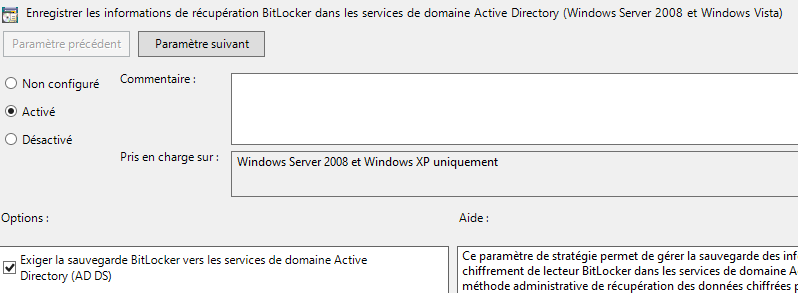 Enregistrer les informations de récupération BitLocker dans les services de domaine Active Directory (Windows Server 2008 et Windows Vista)
Paramètre précédent Paramètre suivant
Non configuré Commentaire :
Activé
Désactivé
Pris en charge sur : Windows Server 2008 et Windows XP uniquement
Options : Aide :
Exiger la sauvegarde BitLocker vers les services de domaine Active
Directory (AD DS)
Ce paramètre de stratégie permet de gérer la sauvegarde des inf
chiffrement de lecteur BitLocker dans les services de domaine A
méthode administrative de récupération des données chiffrées p